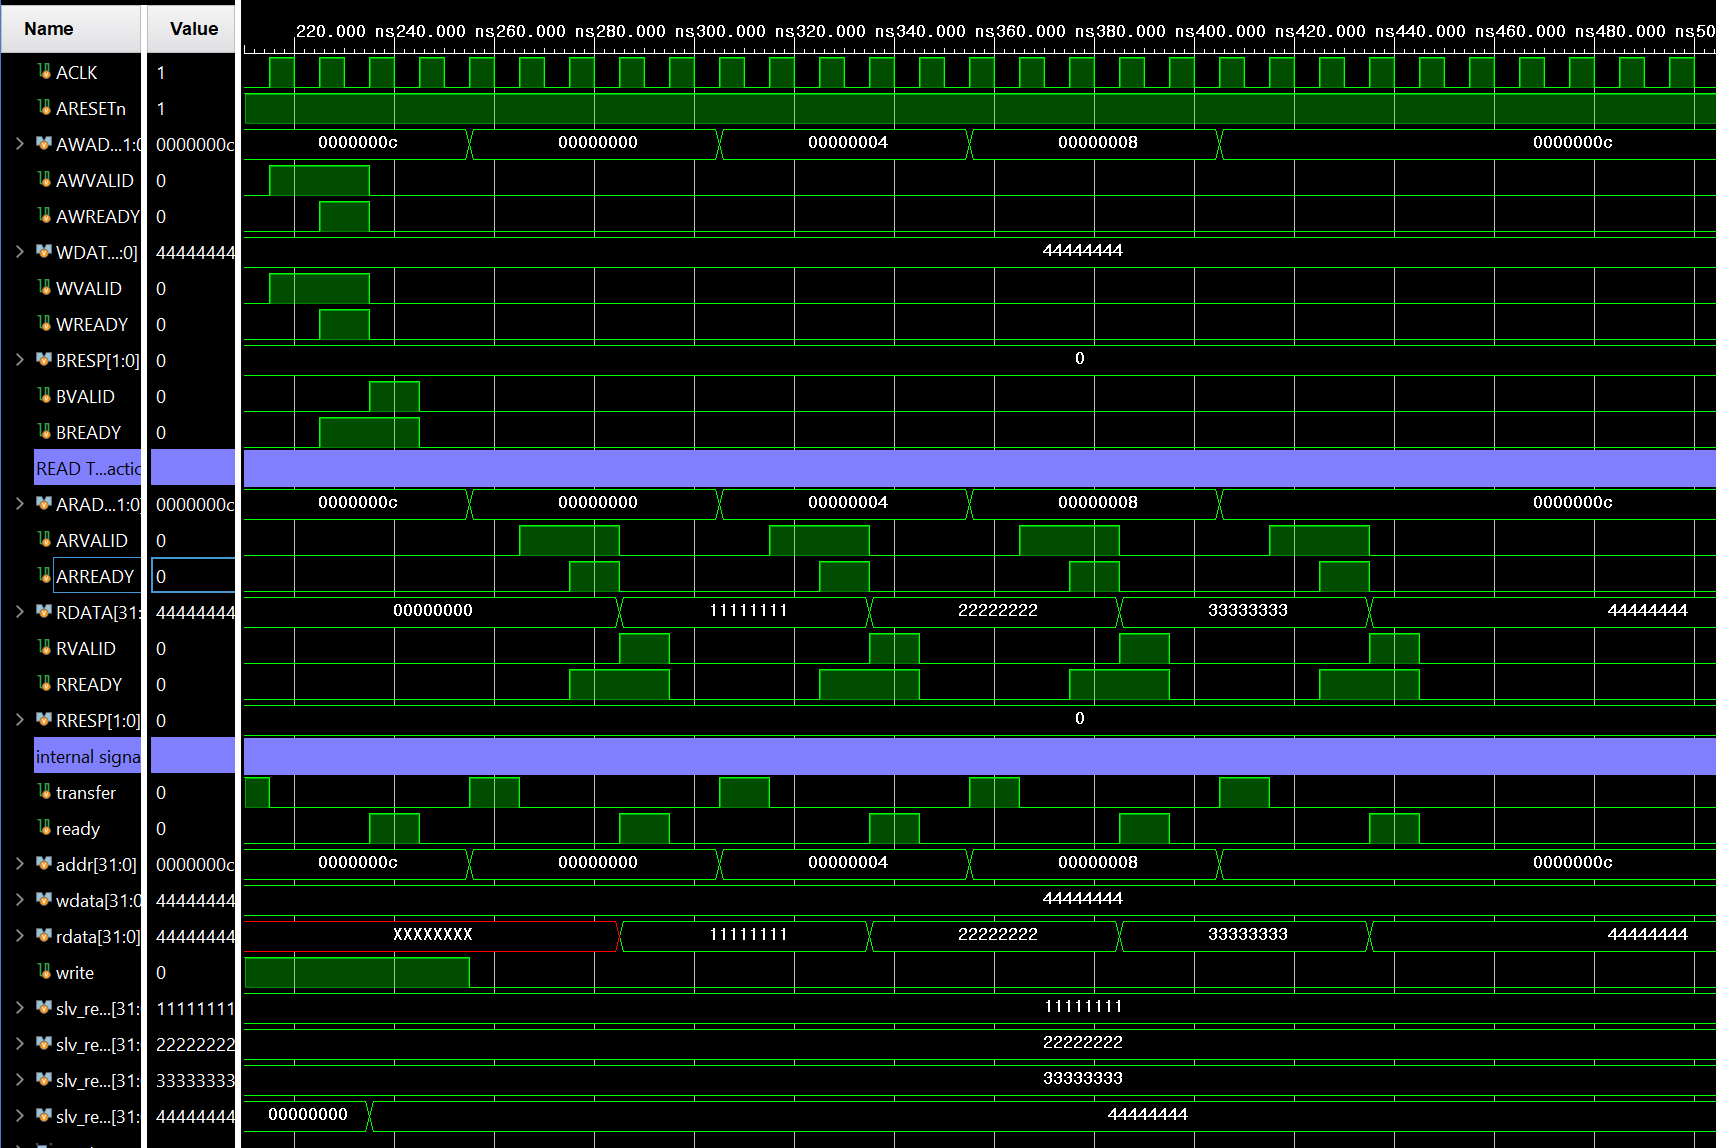 Name Value 220.000 ns 240.000 ns 260.000 ns 280.000 ns 300.000 ns 320.000 ns 340.000 ns 360.000 ns 380.000 ns 400.000 ns 420.000 ns 440.000 ns 460.000 ns 480.000 ns 50
ACLK 1
ARESETn 1
AWAD...1:0 0000000c 0000000c 00000000 00000004 00000008 0000000c
AWVALID 0
AWREADY 0
WDAT...:0] 44444444 44444444
WVALID 0
WREADY 0
BRESP[1:0] 0 0
BVALID 0
BREADY 0
READ T...actio
ARAD...1:0] 0000000c 0000000c 00000000 00000004 00000008 0000000c
ARVALID 0
ARREADY 0
RDATA[31: 44444444 00000000 11111111 22222222 33333333 44444444
RVALID 0
RREADY 0
RRESP[1:0] 0 0
internal signa
transfer 0
ready 0
addr[31:0] 0000000c 0000000c 00000000 00000004 00000008 0000000c
wdata[31:0 44444444 44444444
rdata[31:0] 44444444 XXXXXXXX 11111111 22222222 33333333 44444444
write 0
slv_re...[31: 11111111 11111111
slv_re...[31: 22222222 22222222
slv_re...[31: 33333333 33333333
slv_re...[31: 44444444 00000000 44444444